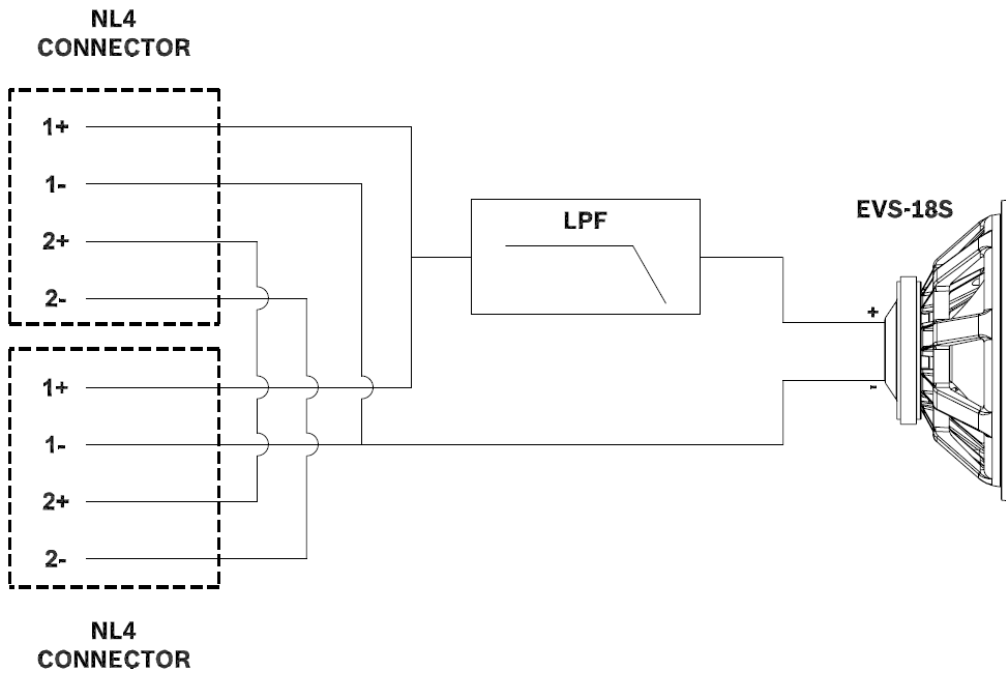 NL4
CONNECTOR
1+
1-
2+
2-
1+
1-
2+
2-
NL4
CONNECTOR
LPF
EVS-18S
+
-